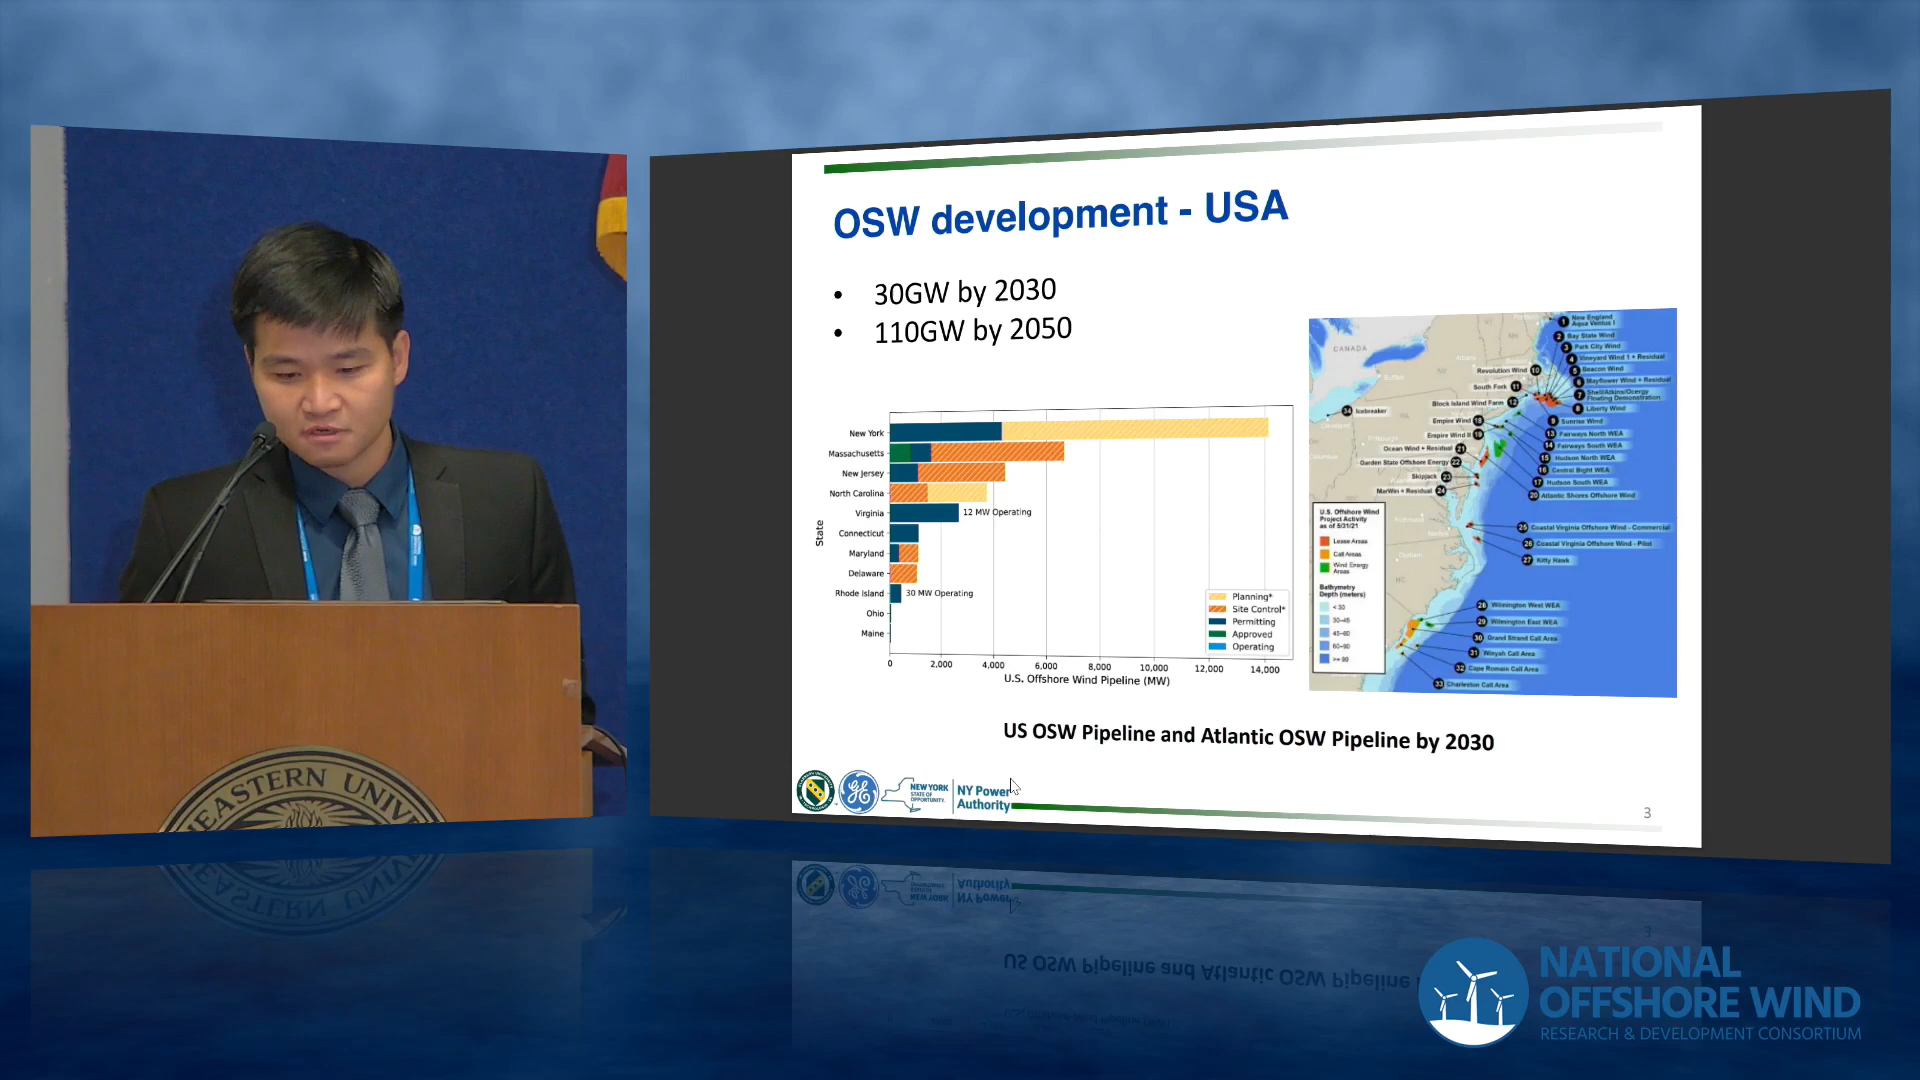 OSW development - USA
• 30GW by 2030
• 110GW by 2050
New York
Massachusetts
New Jersey
North Carolina
Virginia
12 MW Operating
Connecticut
Maryland
Delaware
Rhode Island
30 MW Operating
Ohio
Maine
State
Planning*
Site Control*
Permitting
Approved
Operating
0 2,000 4,000 6,000 8,000 10,000 12,000 14,000
U.S. Offshore Wind Pipeline (MW)
CANADA
1 New England
Aqua Ventus I
2 Bay State Wind
3 Park City Wind
4 Vineyard Wind 1 + Residual
5 Beacon Wind
6 Mayflower Wind + Residual
7 Shell/Atkins/Ocergy
Floating Demonstration
8 Liberty Wind
9 Sunrise Wind
Revolution Wind 10
South Fork 11
Block Island Wind Farm 12
13 Fairways North WEA
14 Fairways South WEA
15 Hudson North WEA
16 Central Bight WEA
17 Hudson South WEA
Empire Wind 18
Empire Wind II 19
20 Atlantic Shores Offshore Wind
Ocean Wind + Residual 21
Garden State Offshore Energy 22
Skipjack 23
MarWin + Residual 24
25 Coastal Virginia Offshore Wind - Commercial
26 Coastal Virginia Offshore Wind - Pilot
27 Kitty Hawk
28 Wilmington West WEA
29 Wilmington East WEA
30 Grand Strand Call Area
31 Winyah Call Area
32 Cape Romain Call Area
33 Charleston Call Area
34 Icebreaker
U.S. Offshore Wind
Project Activity
as of 5/31/21
Lease Areas
Call Areas
Wind Energy
Areas
Bathymetry
Depth (meters)
< 30
30-45
45-60
60-90
>= 90
US OSW Pipeline and Atlantic OSW Pipeline by 2030
NEW YORK
STATE OF
OPPORTUNITY.
NY Power
Authority
3
EASTERN UNIV
NATIONAL
OFFSHORE WIND
RESEARCH & DEVELOPMENT CONSORTIUM